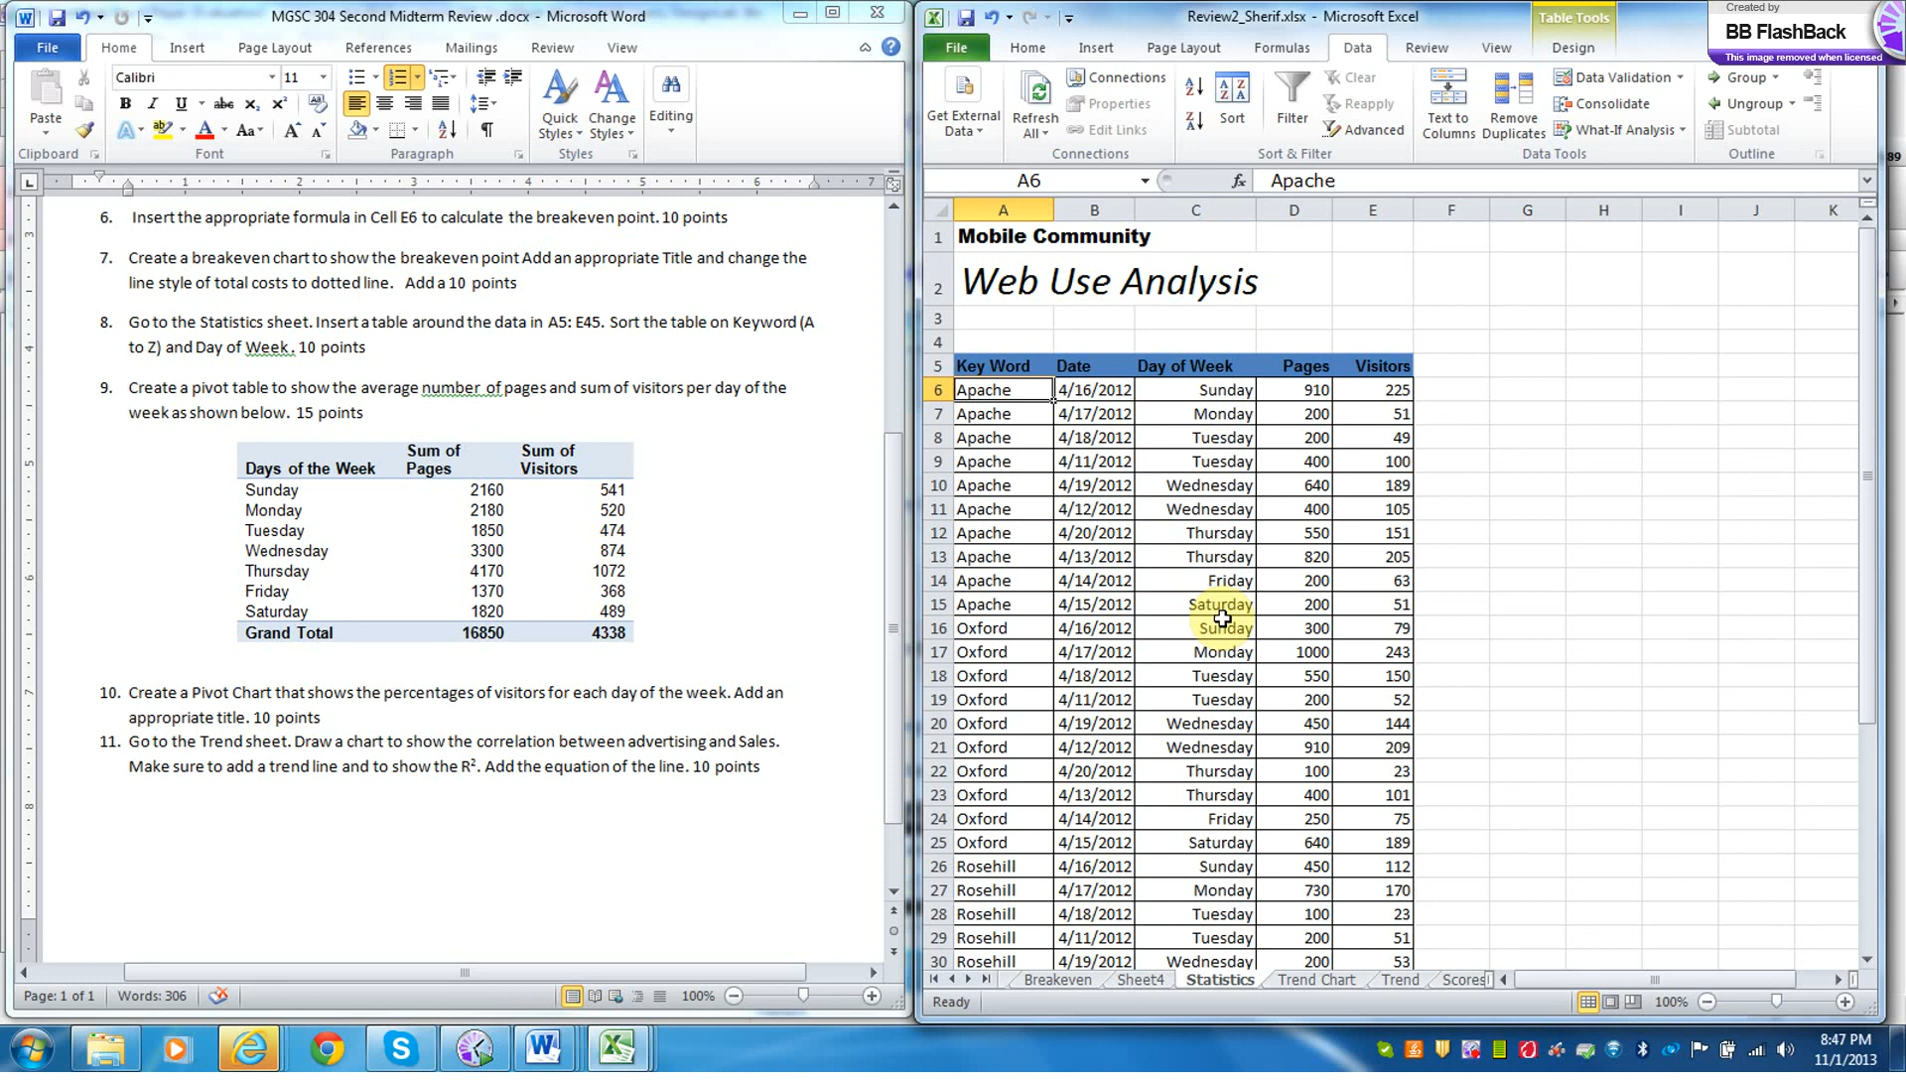 MGSC 304 Second Midterm Review .docx - Microsoft Word
File Home Insert Page Layout References Mailings Review View
Calibri 11
Paste
Quick Styles
Change Styles
Editing
Clipboard Font Paragraph Styles
1 2 3 4 5 6 7
6. Insert the appropriate formula in Cell E6 to calculate the breakeven point. 10 points
7. Create a breakeven chart to show the breakeven point Add an appropriate Title and change the
line style of total costs to dotted line. Add a 10 points
8. Go to the Statistics sheet. Insert a table around the data in A5: E45. Sort the table on Keyword (A
to Z) and Day of Week , 10 points
9. Create a pivot table to show the average number of pages and sum of visitors per day of the
week as shown below. 15 points
Days of the Week Sum of Pages Sum of Visitors
Sunday 2160 541
Monday 2180 520
Tuesday 1850 474
Wednesday 3300 874
Thursday 4170 1072
Friday 1370 368
Saturday 1820 489
Grand Total 16850 4338
10. Create a Pivot Chart that shows the percentages of visitors for each day of the week. Add an
appropriate title. 10 points
11. Go to the Trend sheet. Draw a chart to show the correlation between advertising and Sales.
Make sure to add a trend line and to show the R². Add the equation of the line. 10 points
Page: 1 of 1 Words: 306 100%
Review2_Sherif.xlsx - Microsoft Excel
Table Tools
Created by
BB FlashBack
This image removed when licensed
File Home Insert Page Layout Formulas Data Review View Design
Get External Data
Refresh All
Connections
Properties
Edit Links
Sort
Filter
Clear
Reapply
Advanced
Text to Columns
Remove Duplicates
Data Validation
Consolidate
What-If Analysis
Group
Ungroup
Subtotal
Connections Sort & Filter Data Tools Outline
89
A6 fx Apache
A B C D E F G H I J K
1 Mobile Community
2 Web Use Analysis
3
4
5 Key Word Date Day of Week Pages Visitors
6 Apache 4/16/2012 Sunday 910 225
7 Apache 4/17/2012 Monday 200 51
8 Apache 4/18/2012 Tuesday 200 49
9 Apache 4/11/2012 Tuesday 400 100
10 Apache 4/19/2012 Wednesday 640 189
11 Apache 4/12/2012 Wednesday 400 105
12 Apache 4/20/2012 Thursday 550 151
13 Apache 4/13/2012 Thursday 820 205
14 Apache 4/14/2012 Friday 200 63
15 Apache 4/15/2012 Saturday 200 51
16 Oxford 4/16/2012 Sunday 300 79
17 Oxford 4/17/2012 Monday 1000 243
18 Oxford 4/18/2012 Tuesday 550 150
19 Oxford 4/11/2012 Tuesday 200 52
20 Oxford 4/19/2012 Wednesday 450 144
21 Oxford 4/12/2012 Wednesday 910 209
22 Oxford 4/20/2012 Thursday 100 23
23 Oxford 4/13/2012 Thursday 400 101
24 Oxford 4/14/2012 Friday 250 75
25 Oxford 4/15/2012 Saturday 640 189
26 Rosehill 4/16/2012 Sunday 450 112
27 Rosehill 4/17/2012 Monday 730 170
28 Rosehill 4/18/2012 Tuesday 100 23
29 Rosehill 4/11/2012 Tuesday 200 51
30 Rosehill 4/19/2012 Wednesday 200 53
Breakeven Sheet4 Statistics Trend Chart Trend Scores
Ready 100%
8:47 PM
11/1/2013